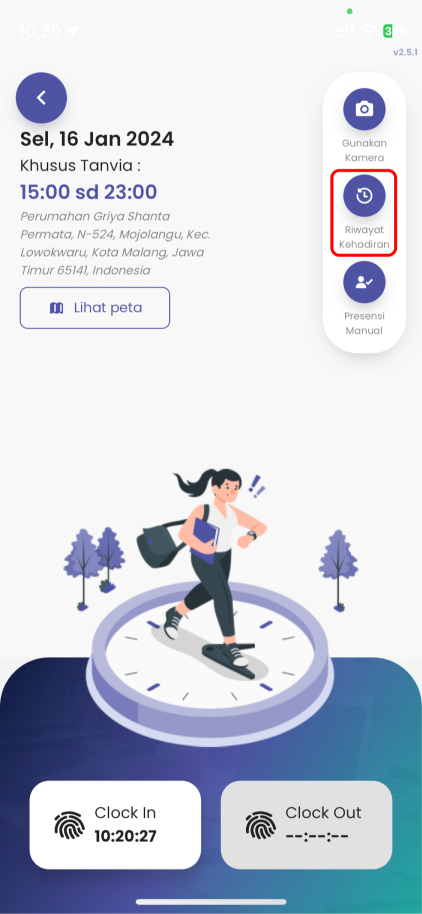 10.20
3
v2.5.1
Sel, 16 Jan 2024
Khusus Tanvia :
15:00 sd 23:00
Perumahan Griya Shanta
Permata, N-524, Mojolangu, Kec.
Lowokwaru, Kota Malang, Jawa
Timur 65141, Indonesia
Lihat peta
Gunakan
Kamera
Riwayat
Kehadiran
Presensi
Manual
Clock In
10:20:27
Clock Out
--:--:--